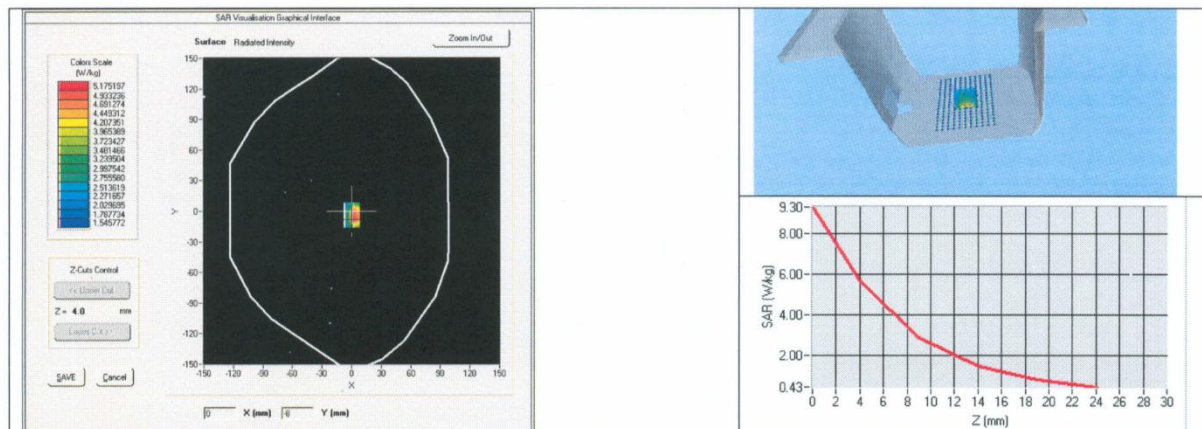 SAR Visualisation Graphical Interface
Surface Radiated Intensity
Zoom In/Out
Colors Scale
(W/kg)
5.175197
4.933236
4.691274
4.449312
4.207351
3.965389
3.723427
3.481466
3.239504
2.997542
2.755580
2.513619
2.271657
2.029695
1.787734
1.545772
Z-Cuts Control
Z = 4.0 mm
SAVE Cancel
150
120
90
60
30
0
-30
-60
-90
-120
-150
Y
-150 -120 -90 -60 -30 0 30 60 90 120 150
X
0 X (mm) -8 Y (mm)
9.30
8.00
6.00
4.00
2.00
0.43
SAR (W/kg)
0 2 4 6 8 10 12 14 16 18 20 22 24 26 28 30
Z (mm)